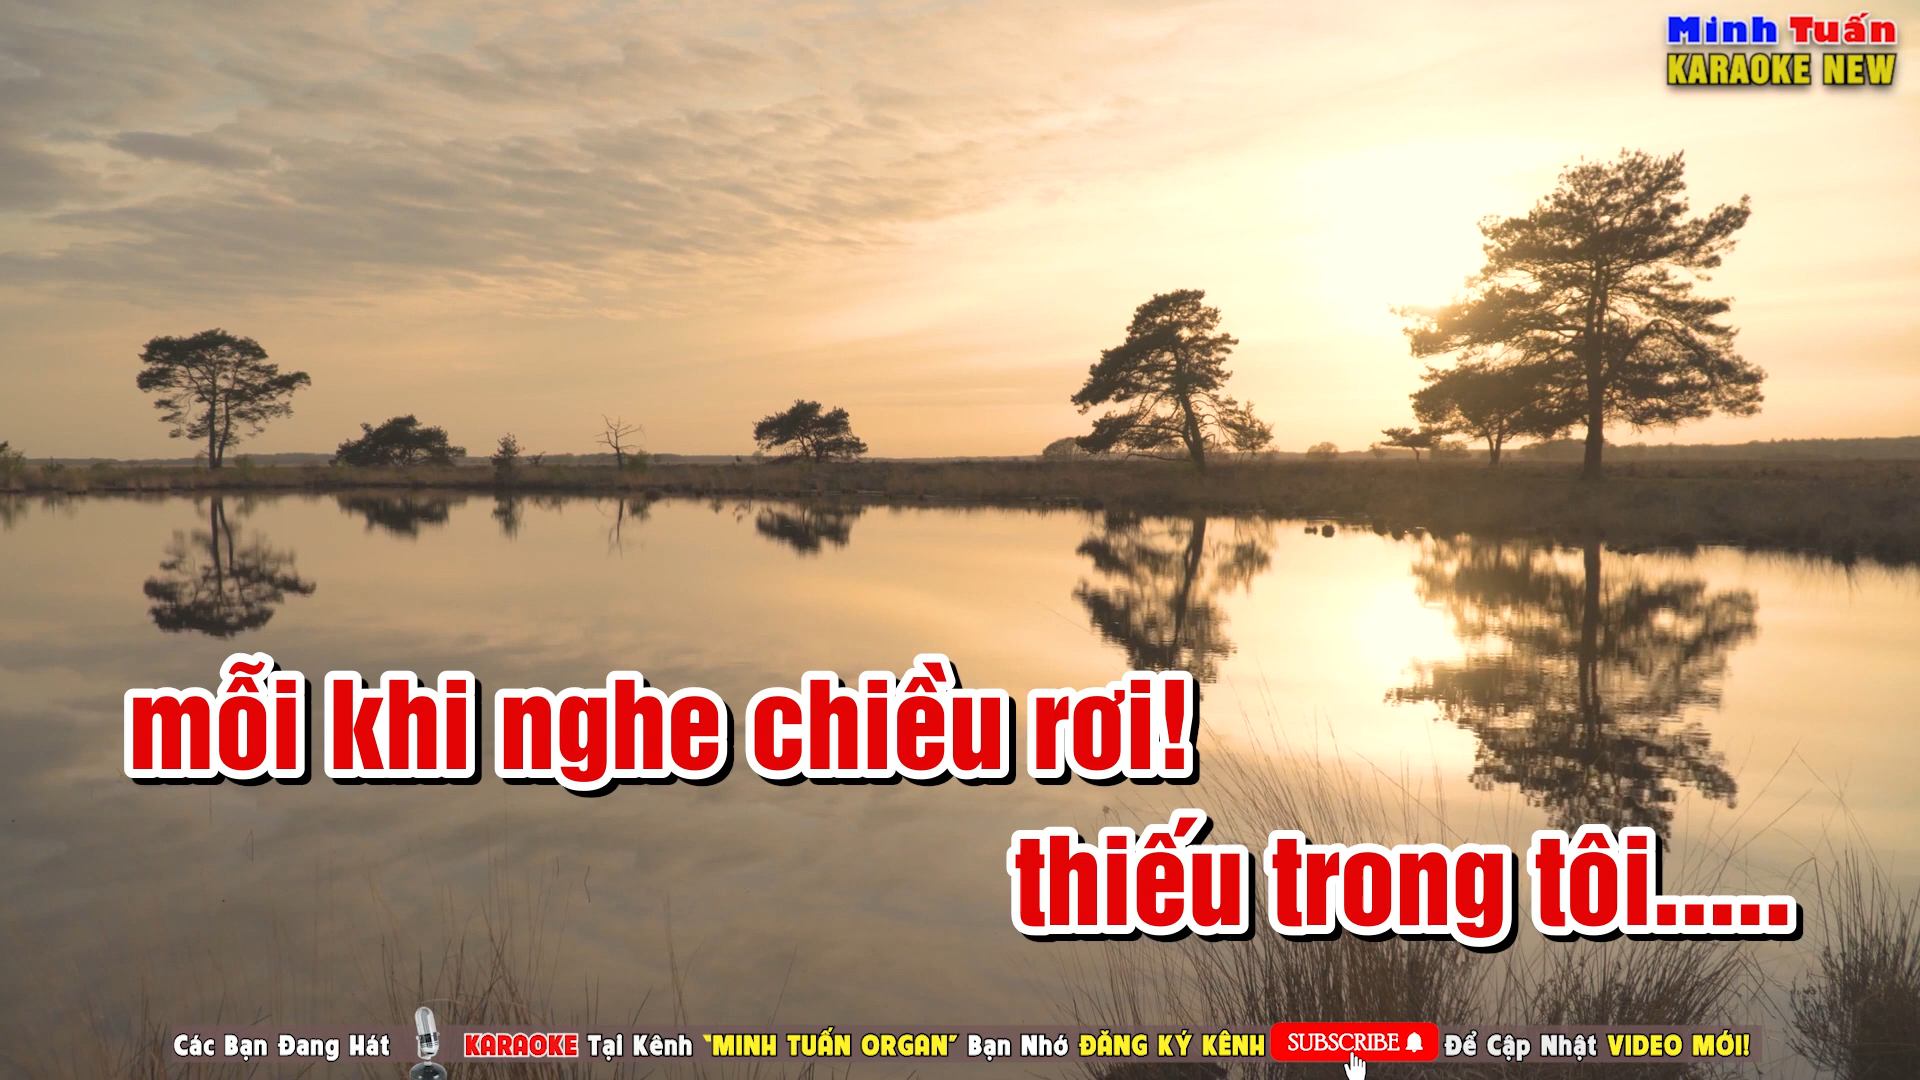 Minh Tuấn
KARAOKE NEW
mỗi khi nghe chiều rơi!
thiếu trong tôi.....
Các Bạn Đang Hát KARAOKE Tại Kênh "MINH TUẤN ORGAN" Bạn Nhớ ĐĂNG KÝ KÊNH SUBSCRIBE Để Cập Nhật VIDEO MỚI!